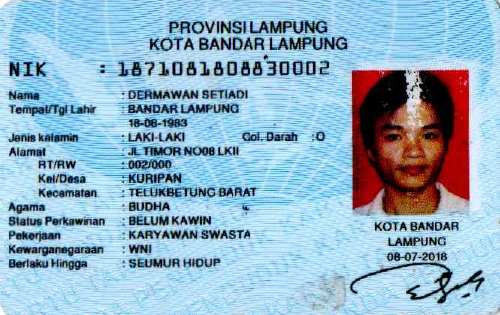 PROVINSI LAMPUNG
KOTA BANDAR LAMPUNG
NIK : 1871081808830002
Nama : DERMAWAN SETIADI
Tempat/Tgl Lahir : BANDAR LAMPUNG
18-08-1983
Jenis kelamin : LAKI-LAKI Gol. Darah : O
Alamat : JL TIMOR NO08 LKII
RT/RW : 002/000
Kel/Desa : KURIPAN
Kecamatan : TELUKBETUNG BARAT
Agama : BUDHA
Status Perkawinan : BELUM KAWIN
Pekerjaan : KARYAWAN SWASTA
Kewarganegaraan : WNI
Berlaku Hingga : SEUMUR HIDUP
KOTA BANDAR
LAMPUNG
08-07-2018